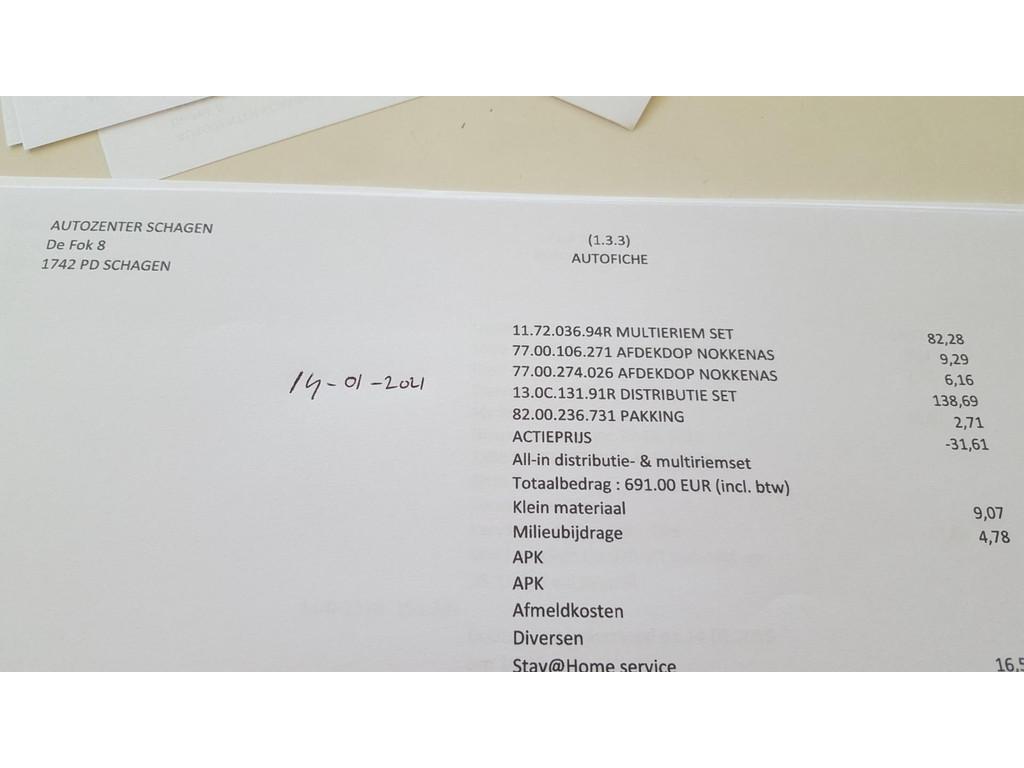 AUTOZENTER SCHAGEN
De Fok 8
1742 PD SCHAGEN
(1.3.3)
AUTOFICHE
14-01-2021
11.72.036.94R MULTIERIEM SET 82,28
77.00.106.271 AFDEKDOP NOKKENAS 9,29
77.00.274.026 AFDEKDOP NOKKENAS 6,16
13.0C.131.91R DISTRIBUTIE SET 138,69
82.00.236.731 PAKKING 2,71
ACTIEPRIJS -31,61
All-in distributie- & multiriemset
Totaalbedrag : 691.00 EUR (incl. btw)
Klein materiaal 9,07
Milieubijdrage 4,78
APK
APK
Afmeldkosten
Diversen
Stay@Home service 16,5